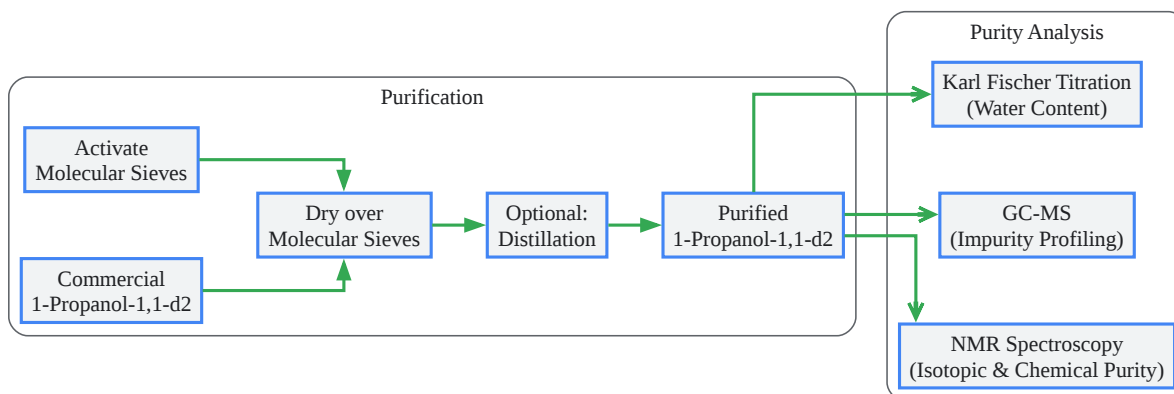 Purification
Activate
Molecular Sieves
Commercial
1-Propanol-1,1-d2
Dry over
Molecular Sieves
Optional:
Distillation
Purified
1-Propanol-1,1-d2
Purity Analysis
Karl Fischer Titration
(Water Content)
GC-MS
(Impurity Profiling)
NMR Spectroscopy
(Isotopic & Chemical Purity)